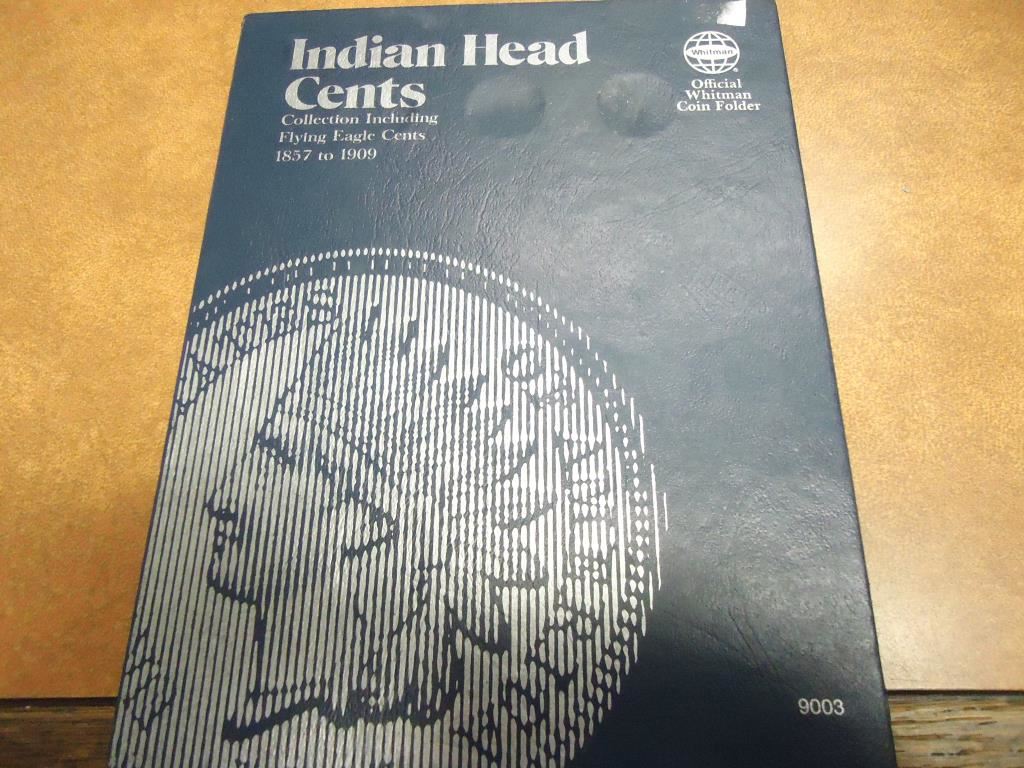 Indian Head
Cents
Collection Including
Flying Eagle Cents
1857 to 1909
Whitman
Official
Whitman
Coin Folder
9003